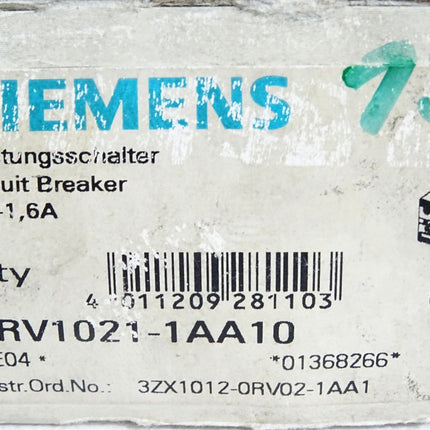 IEMENS
tungsschalter
uit Breaker
-1,6A
ty
4 011209 281103
RV1021-1AA10
E04 * *01368266*
str.Ord.No.: 3ZX1012-0RV02-1AA1